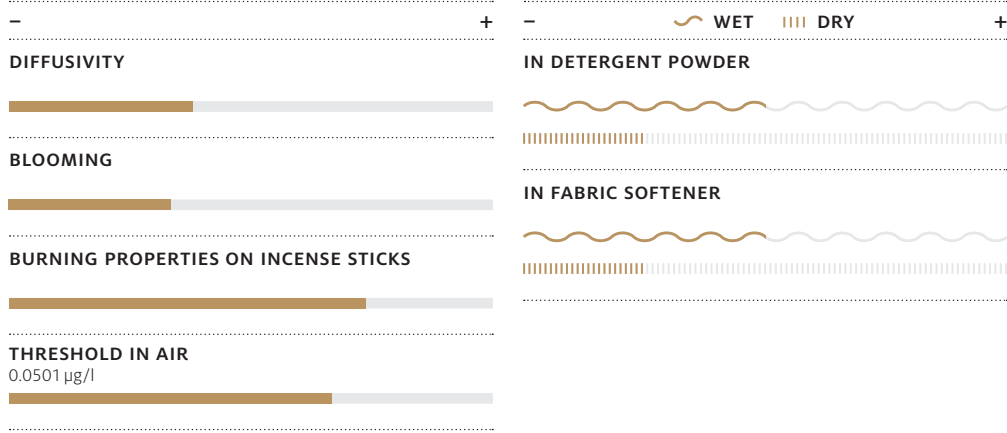 – +
DIFFUSIVITY
BLOOMING
BURNING PROPERTIES ON INCENSE STICKS
THRESHOLD IN AIR
0.0501 µg/l
– WET DRY +
IN DETERGENT POWDER
IN FABRIC SOFTENER